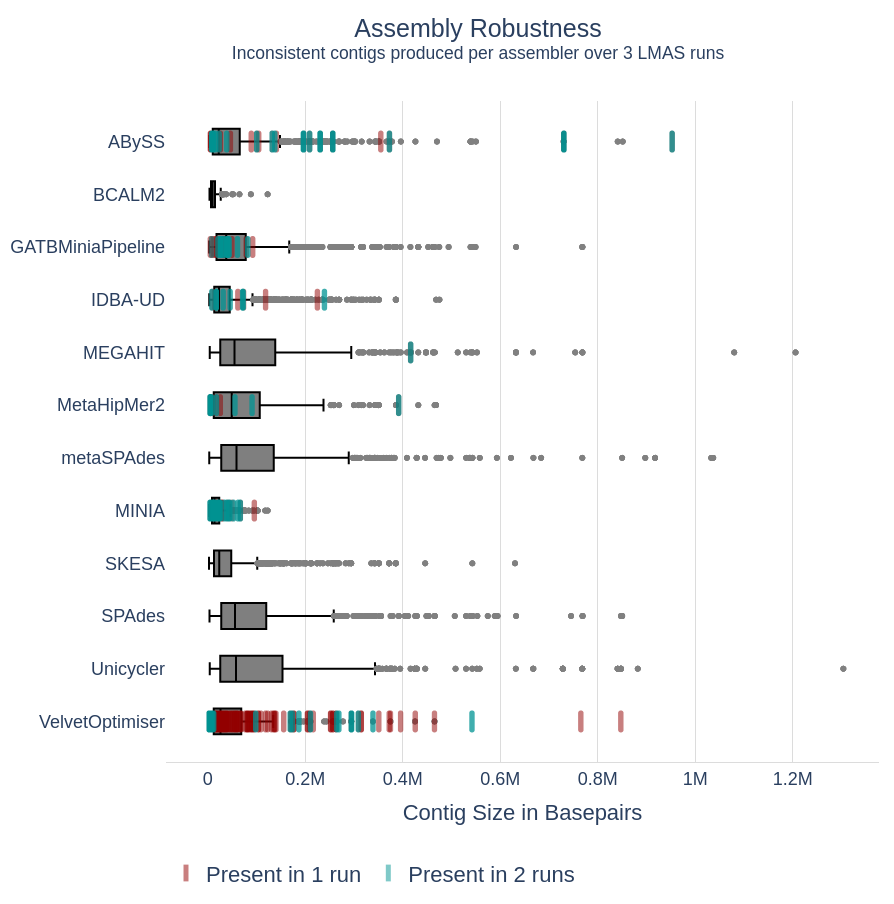 Assembly Robustness
Inconsistent contigs produced per assembler over 3 LMAS runs
ABySS
BCALM2
GATBMiniaPipeline
IDBA-UD
MEGAHIT
MetaHipMer2
metaSPAdes
MINIA
SKESA
SPAdes
Unicycler
VelvetOptimiser
0 0.2M 0.4M 0.6M 0.8M 1M 1.2M
Contig Size in Basepairs
Present in 1 run Present in 2 runs